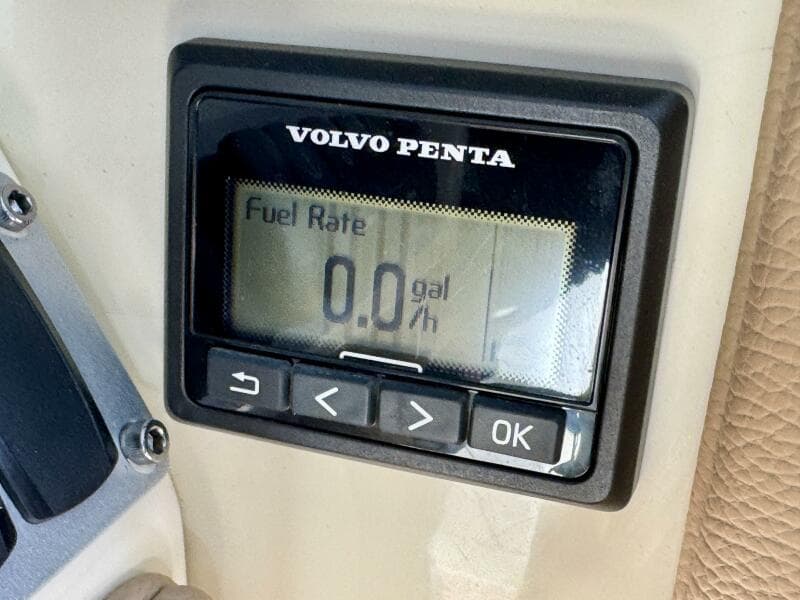 VOLVO PENTA
Fuel Rate
0.0 gal
/h
< > OK